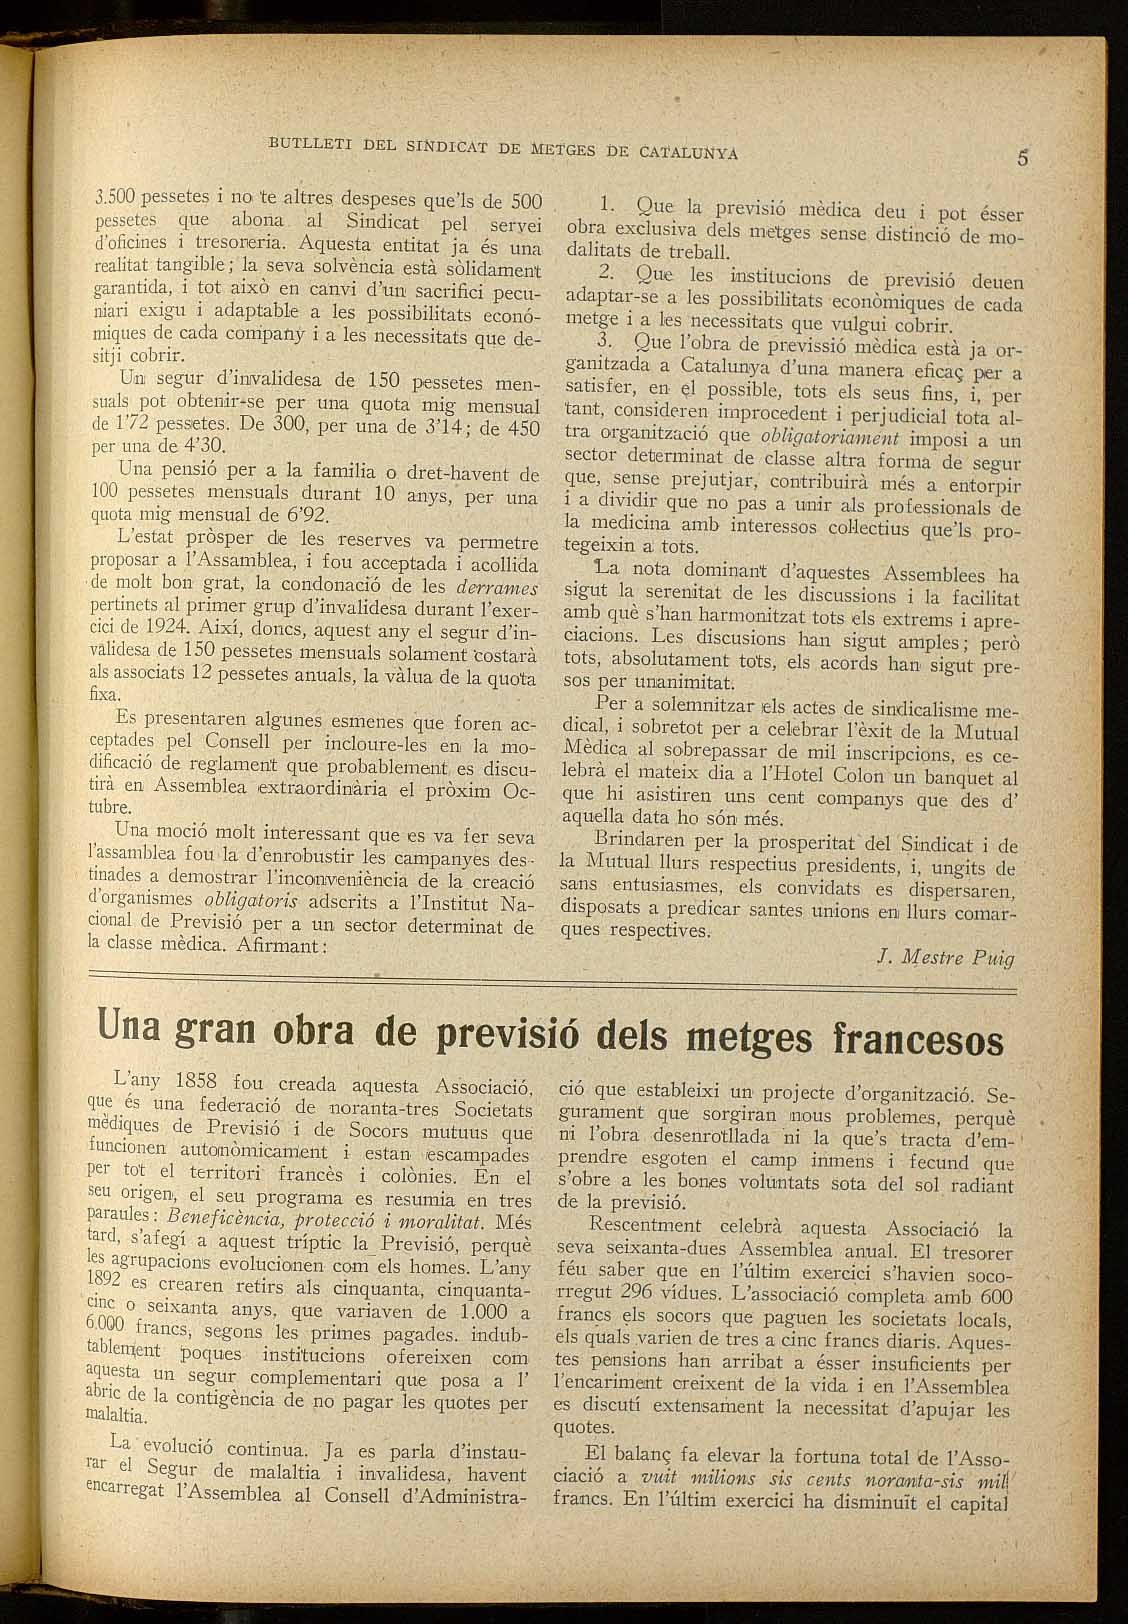 BUTLLETI DEL SINDICAT DE METGES DE CATALUNYA
5
3.500 pessetes i no te altres despeses que'ls de 500
pessetes que abona al Sindicat pel servei
d'oficines i tresoreria. Aquesta entitat ja és una
realitat tangible; la seva solvència està sòlidament
garantida, i tot això en canvi d'un sacrifici pecu-
niari exigu i adaptable a les possibilitats econó-
miques de cada company i a les necessitats que de-
sitji cobrir.
Un segur d'invalidesa de 150 pessetes men-
suals pot obtenir-se per una quota mig mensual
de 1'72 pessetes. De 300, per una de 3'14; de 450
per una de 4'30.
Una pensió per a la familia o dret-havent de
100 pessetes mensuals durant 10 anys, per una
quota mig mensual de 6'92.
L'estat pròsper de les reserves va permetre
proposar a l'Assamblea, i fou acceptada i acollida
de molt bon grat, la condonació de les derrames
pertinets al primer grup d'invalidesa durant l'exer-
cici de 1924. Així, doncs, aquest any el segur d'in-
vàlidesa de 150 pessetes mensuals solament costarà
als associats 12 pessetes anuals, la vàlua de la quota
fixa.
Es presentaren algunes esmenes que foren ac-
ceptades pel Consell per incloure-les en la mo-
dificació de reglament que probablement es discu-
tirà en Assemblea extraordinària el pròxim Oc-
tubre.
Una moció molt interessant que es va fer seva
l'assamblea fou la d'enrobustir les campanyes des-
tinades a demostrar l'inconveniència de la creació
d'organismes obligatoris adscrits a l'Institut Na-
cional de Previsió per a un sector determinat de
la classe mèdica. Afirmant:
1. Que la previsió mèdica deu i pot ésser
obra exclusiva dels metges sense distinció de mo-
dalitats de treball.
2. Que les institucions de previsió deuen
adaptar-se a les possibilitats econòmiques de cada
metge i a les necessitats que vulgui cobrir.
3. Que l'obra de previssió mèdica està ja or-
ganitzada a Catalunya d'una manera eficaç per a
satisfer, en el possible, tots els seus fins, i, per
tant, consideren improcedent i perjudicial tota al-
tra organització que obligatoriament imposi a un
sector determinat de classe altra forma de segur
que, sense prejutjar, contribuirà més a entorpir
i a dividir que no pas a unir als professionals de
la medicina amb interessos col·lectius que'ls pro-
tegeixin a tots.
La nota dominant d'aquestes Assemblees ha
sigut la serenitat de les discussions i la facilitat
amb què s'han harmonitzat tots els extrems i apre-
ciacions. Les discusions han sigut amples; però
tots, absolutament tots, els acords han sigut pre-
sos per unanimitat.
Per a solemnitzar els actes de sindicalisme me-
dical, i sobretot per a celebrar l'èxit de la Mutual
Mèdica al sobrepassar de mil inscripcions, es ce-
lebrà el mateix dia a l'Hotel Colon un banquet al
que hi asistiren uns cent companys que des d'
aquella data ho són més.
Brindaren per la prosperitat del Sindicat i de
la Mutual llurs respectius presidents, i, ungits de
sans entusiasmes, els convidats es dispersaren,
disposats a predicar santes unions en llurs comar-
ques respectives.
J. Mestre Puig
Una gran obra de previsió dels metges francesos
L'any 1858 fou creada aquesta Associació,
que és una federació de noranta-tres Societats
mèdiques de Previsió i de Socors mutuus que
funcionen autonòmicament i estan escampades
per tot el territori francès i colònies. En el
seu origen, el seu programa es resumia en tres
paraules: Beneficència, protecció i moralitat. Més
tard, s'afegí a aquest tríptic la Previsió, perquè
les agrupacions evolucionen com els homes. L'any
1892 es crearen retirs als cinquanta, cinquanta-
cinc o seixanta anys, que variaven de 1.000 a
6.000 francs, segons les primes pagades. indub-
tablement poques institucions ofereixen com
aquesta un segur complementari que posa a l'
abric de la contigència de no pagar les quotes per
malaltia.
La evolució continua. Ja es parla d'instau-
rar el Segur de malaltia i invalidesa, havent
encarregat l'Assemblea al Consell d'Administra-
ció que estableixi un projecte d'organització. Se-
gurament que sorgiran nous problemes, perquè
ni l'obra desenrotllada ni la que's tracta d'em-
prendre esgoten el camp inmens i fecund que
s'obre a les bones voluntats sota del sol radiant
de la previsió.
Rescentment celebrà aquesta Associació la
seva seixanta-dues Assemblea anual. El tresorer
féu saber que en l'últim exercici s'havien soco-
rregut 296 vídues. L'associació completa amb 600
francs els socors que paguen les societats locals,
els quals varien de tres a cinc francs diaris. Aques-
tes pensions han arribat a ésser insuficients per
l'encariment creixent de la vida i en l'Assemblea
es discutí extensament la necessitat d'apujar les
quotes.
El balanç fa elevar la fortuna total de l'Asso-
ciació a vuit milions sis cents noranta-sis mil
francs. En l'últim exercici ha disminuït el capital